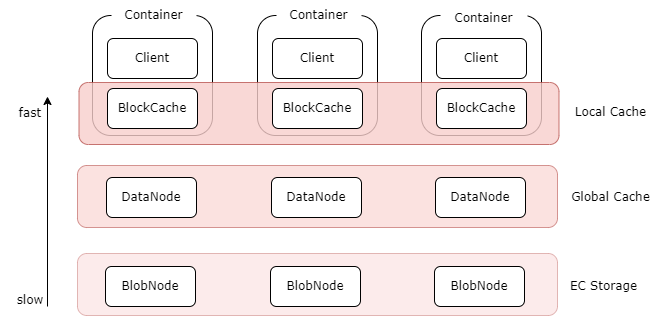 Container Container Container
Client Client Client
fast BlockCache BlockCache BlockCache Local Cache
DataNode DataNode DataNode Global Cache
slow BlobNode BlobNode BlobNode EC Storage